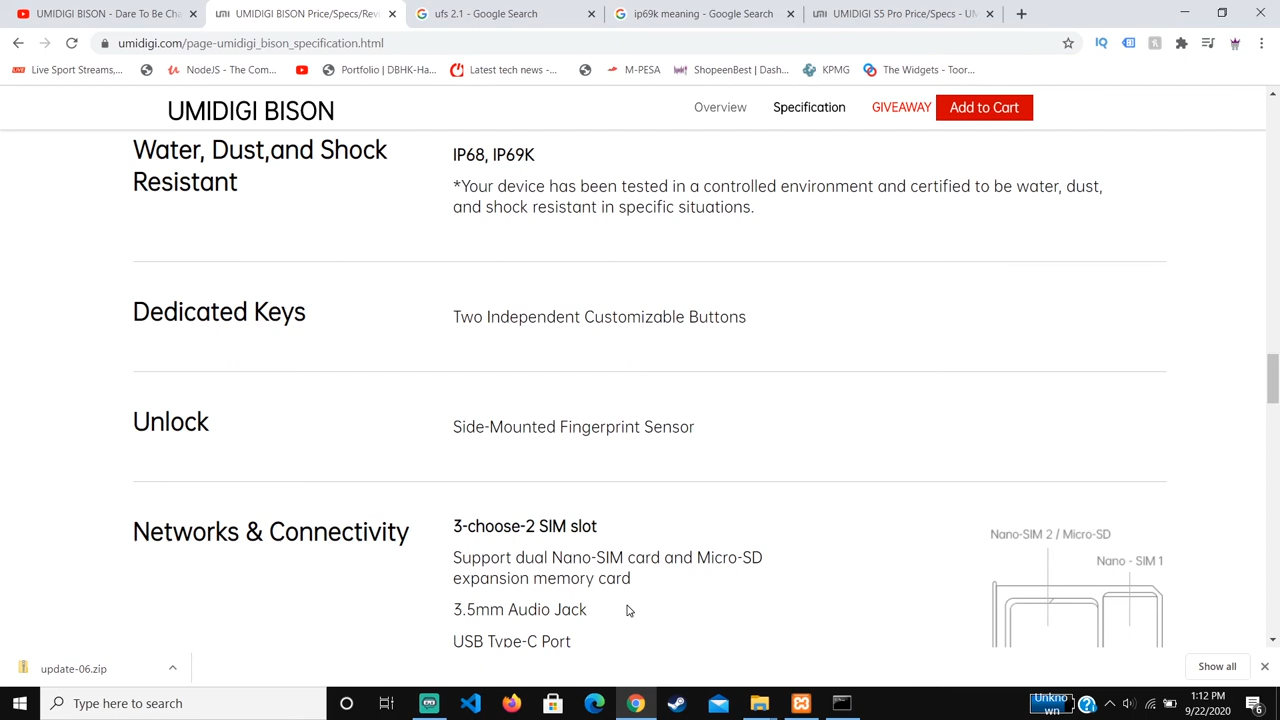 UMIDIGI BISON - Dare To Be Cha
UMIDIGI BISON Price/Specs/Rev
ufs 2.1 - Google Search
ip69k meaning - Google Search
UMIDIGI S5 Pro Price/Specs - UM
umidigi.com/page-umidigi_bison_specification.html
Live Sport Streams,...
NodeJS - The Com...
Portfolio | DBHK-Ha...
Latest tech news -...
M-PESA
ShopeenBest | Dash...
KPMG
The Widgets - Toor...
UMIDIGI BISON
Overview
Specification
GIVEAWAY
Add to Cart
Water, Dust,and Shock
Resistant
IP68, IP69K
*Your device has been tested in a controlled environment and certified to be water, dust,
and shock resistant in specific situations.
Dedicated Keys
Two Independent Customizable Buttons
Unlock
Side-Mounted Fingerprint Sensor
Networks & Connectivity
3-choose-2 SIM slot
Support dual Nano-SIM card and Micro-SD
expansion memory card
3.5mm Audio Jack
USB Type-C Port
Nano-SIM 2 / Micro-SD
Nano - SIM 1
update-06.zip
Show all
Type here to search
Unkno
wn
1:12 PM
9/22/2020
6